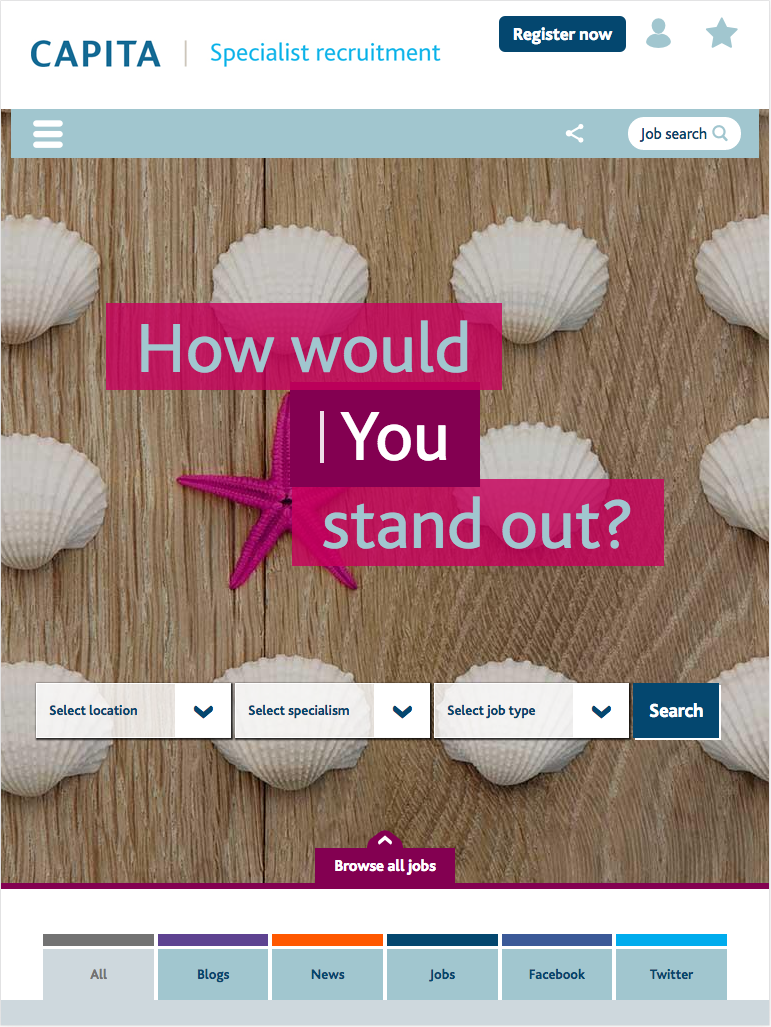 CAPITA | Specialist recruitment
Register now
Job search
How would
| You
stand out?
Select location
Select specialism
Select job type
Search
Browse all jobs
All
Blogs
News
Jobs
Facebook
Twitter